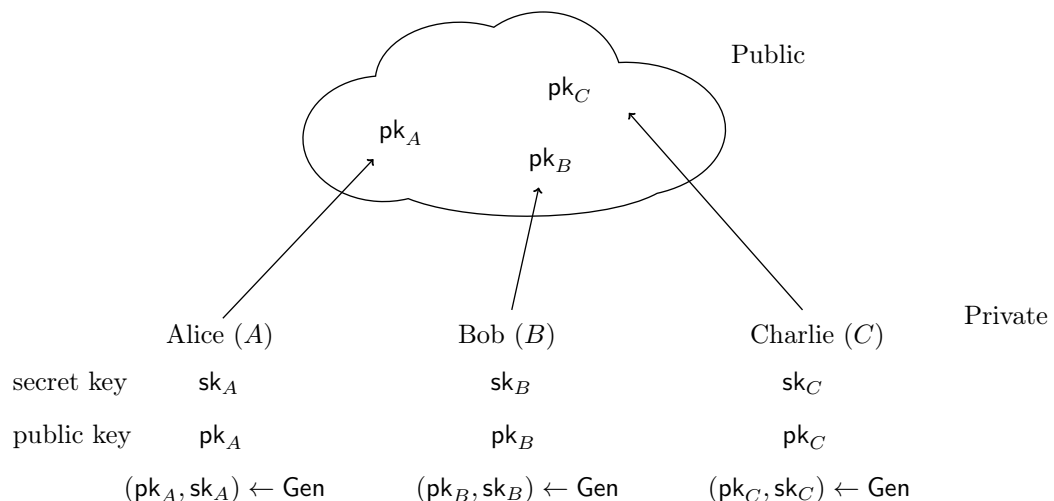 Public
pk_C
pk_A
pk_B
Private
Alice (A) Bob (B) Charlie (C)
secret key sk_A sk_B sk_C
public key pk_A pk_B pk_C
(pk_A, sk_A) ← Gen (pk_B, sk_B) ← Gen (pk_C, sk_C) ← Gen